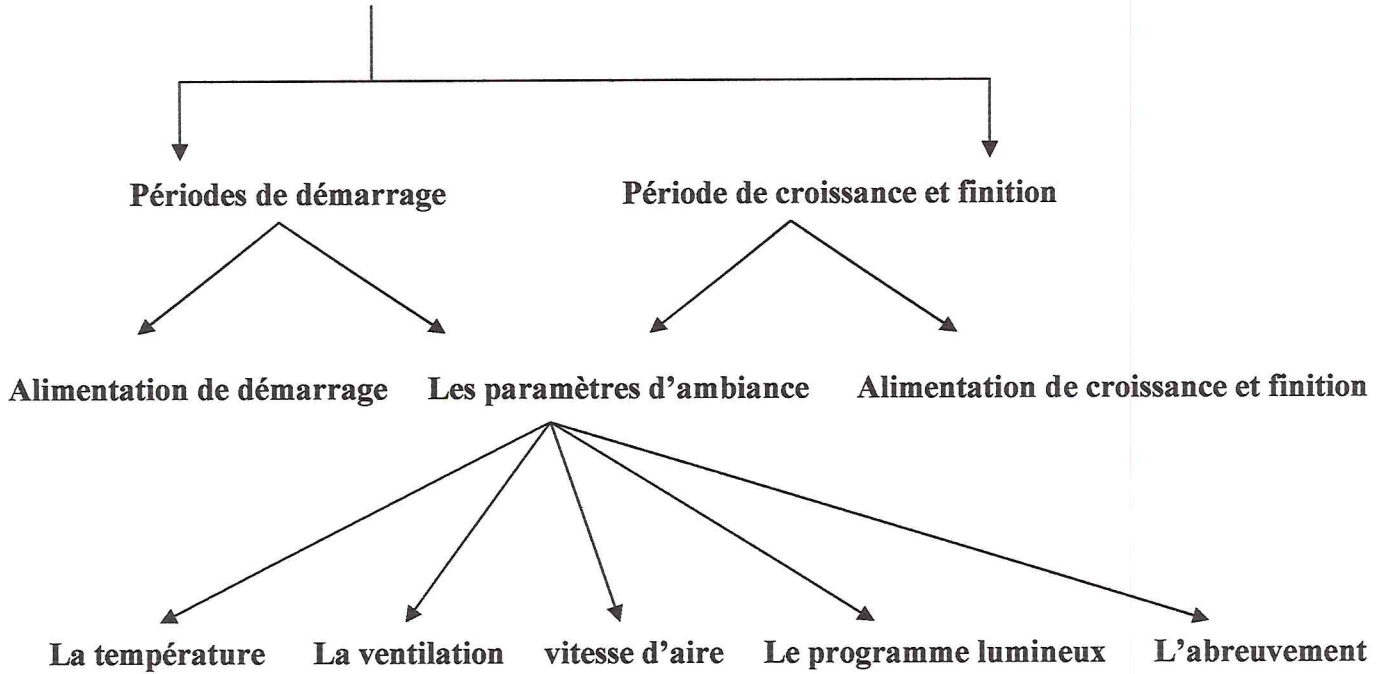 Périodes de démarrage Période de croissance et finition
Alimentation de démarrage Les paramètres d'ambiance Alimentation de croissance et finition
La température La ventilation vitesse d'aire Le programme lumineux L'abreuvement